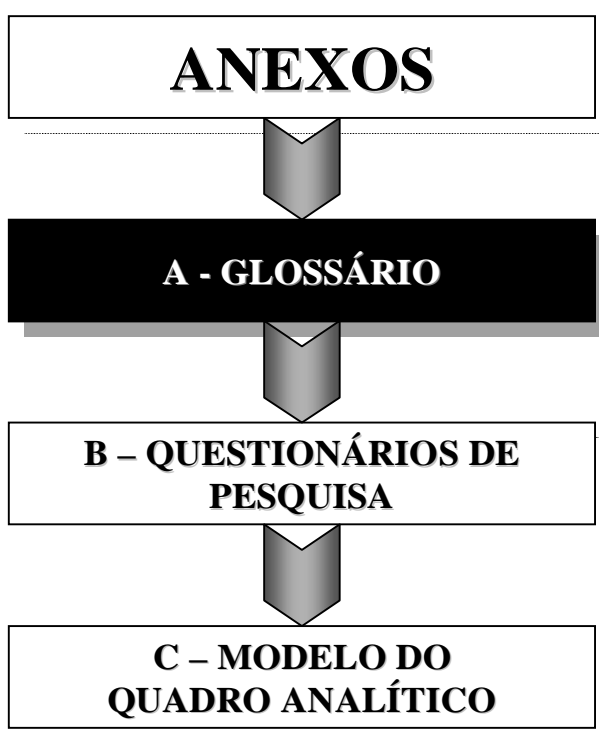 ANEXOS
A - GLOSSÁRIO
B – QUESTIONÁRIOS DE
PESQUISA
C – MODELO DO
QUADRO ANALÍTICO